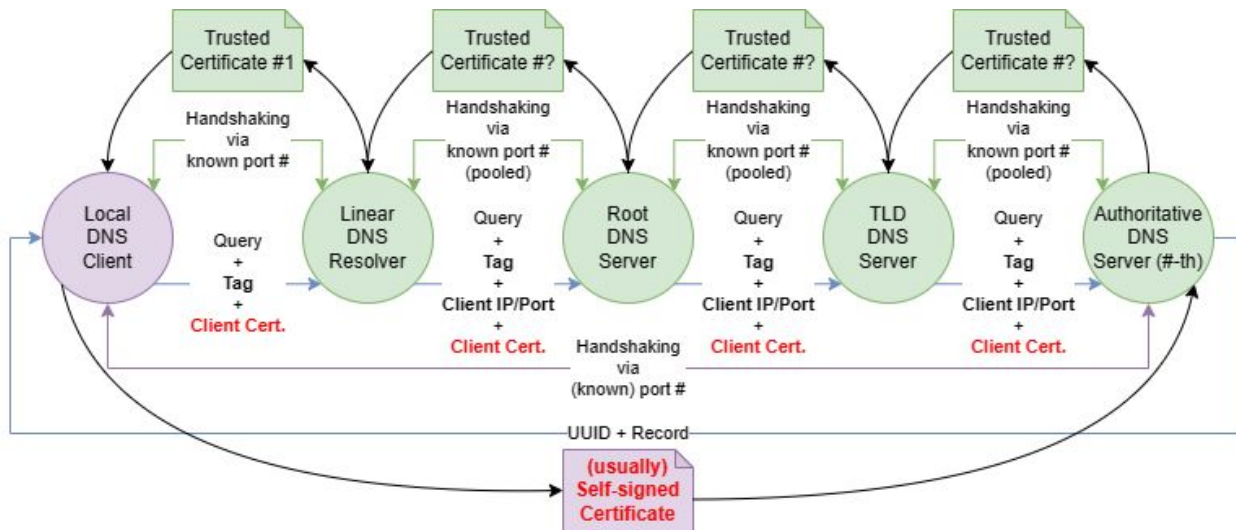 Trusted
Certificate #1
Trusted
Certificate #?
Trusted
Certificate #?
Trusted
Certificate #?
Handshaking
via
known port #
Handshaking
via
known port #
(pooled)
Handshaking
via
known port #
(pooled)
Handshaking
via
known port #
(pooled)
Local
DNS
Client
Linear
DNS
Resolver
Root
DNS
Server
TLD
DNS
Server
Authoritative
DNS
Server (#-th)
Query
+
Tag
+
Client Cert.
Query
+
Tag
+
Client IP/Port
+
Client Cert.
Query
+
Tag
+
Client IP/Port
+
Client Cert.
Query
+
Tag
+
Client IP/Port
+
Client Cert.
Handshaking
via
(known) port #
UUID + Record
(usually)
Self-signed
Certificate